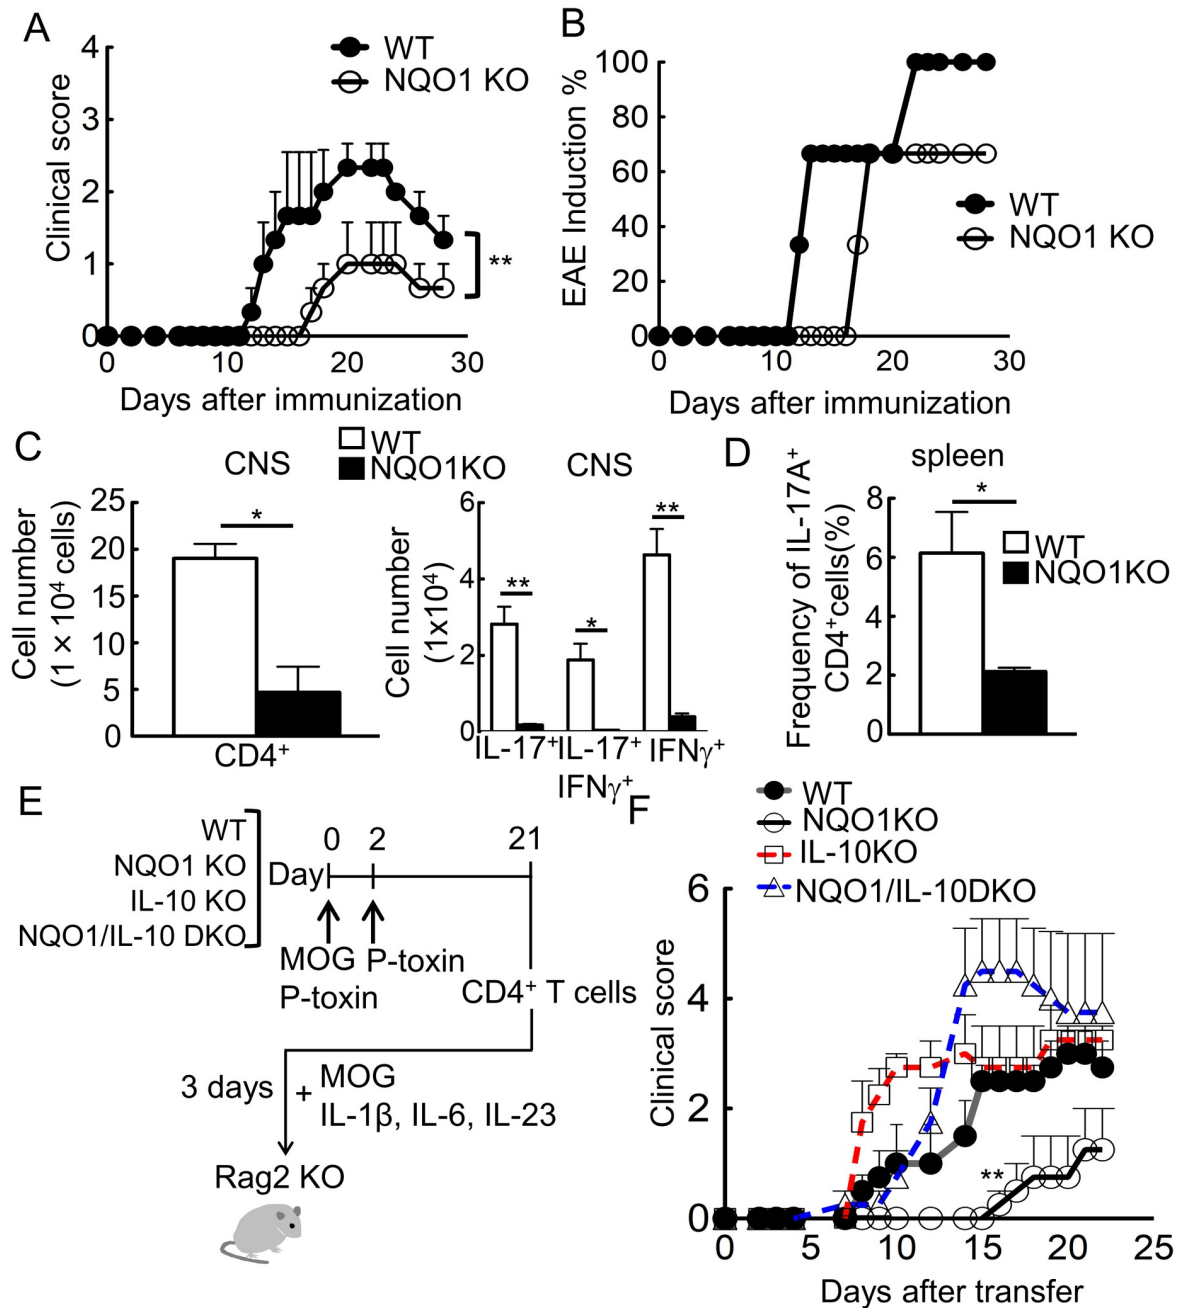 A
WT
NQO1 KO
Clinical score
4
3
2
1
0
0 10 20 30
Days after immunization
**
B
EAE Induction %
100
80
60
40
20
0
0 10 20 30
WT
NQO1 KO
Days after immunization
C
WT
NQO1KO
CNS
Cell number
(1 × 10⁴ cells)
25
20
15
10
5
0
*
CD4⁺
CNS
Cell number
(1x10⁴)
6
4
2
0
**
*
**
IL-17⁺ IL-17⁺ IFNγ⁺
IFNγ⁺
D
spleen
Frequency of IL-17A⁺
CD4⁺cells(%)
8
6
4
2
0
*
WT
NQO1KO
E
WT
NQO1 KO
IL-10 KO
NQO1/IL-10 DKO
0 2 21
Day
MOG P-toxin
P-toxin
CD4⁺ T cells
3 days + MOG
IL-1β, IL-6, IL-23
Rag2 KO
F
WT
NQO1KO
IL-10KO
NQO1/IL-10DKO
Clinical score
6
4
2
0
**
0 5 10 15 20 25
Days after transfer